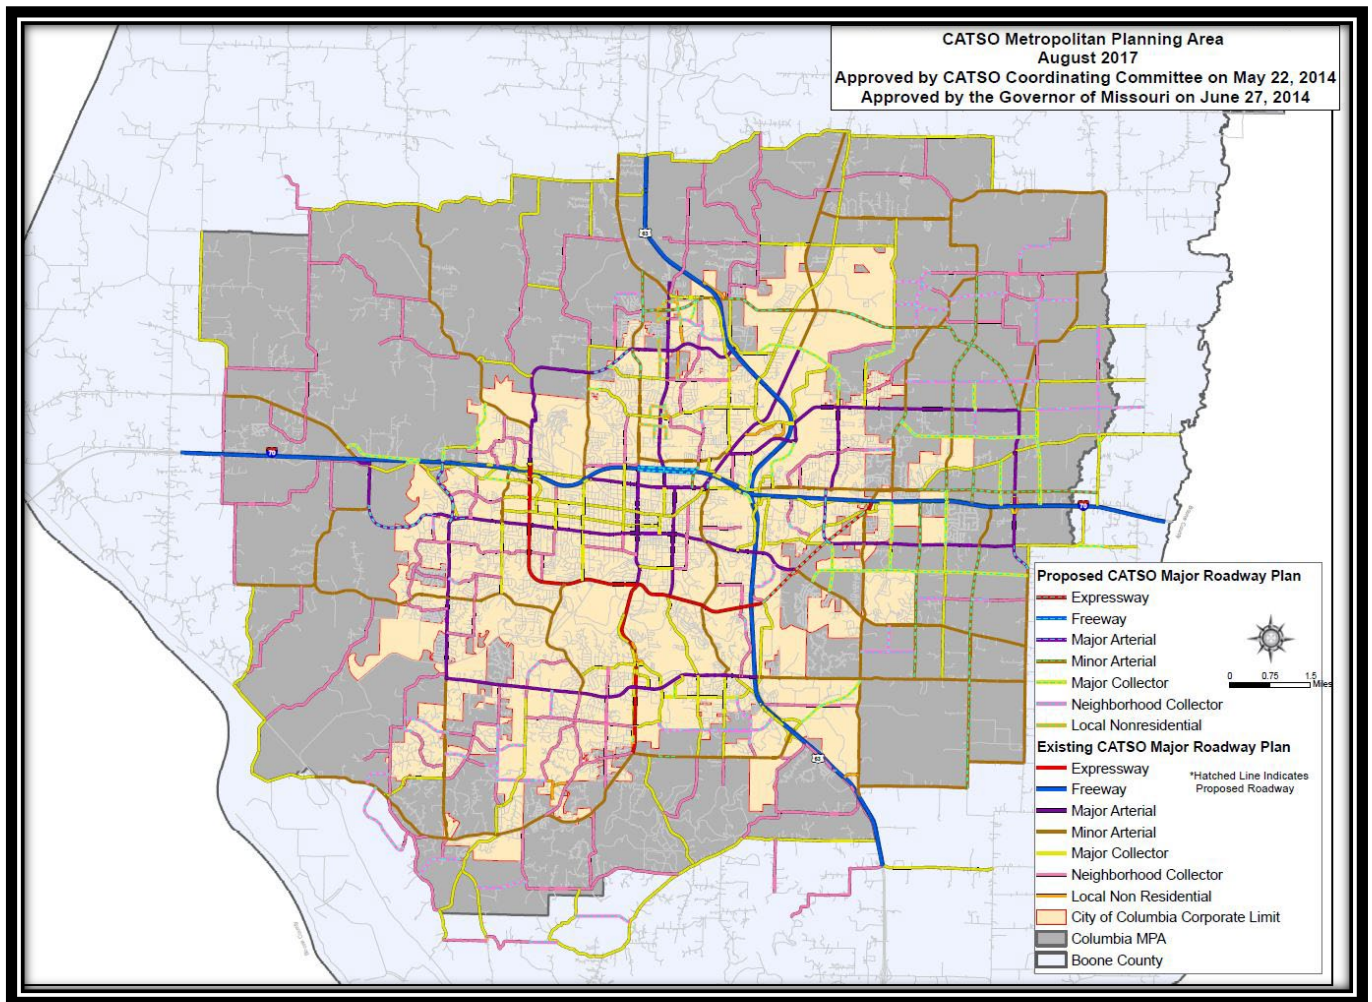 CATSO Metropolitan Planning Area
August 2017
Approved by CATSO Coordinating Committee on May 22, 2014
Approved by the Governor of Missouri on June 27, 2014
63
70
70
63
Proposed CATSO Major Roadway Plan
Expressway
Freeway
Major Arterial
Minor Arterial
Major Collector
Neighborhood Collector
Local Nonresidential
0 0.75 1.5
Miles
Existing CATSO Major Roadway Plan
Expressway
Freeway
Major Arterial
Minor Arterial
Major Collector
Neighborhood Collector
Local Non Residential
City of Columbia Corporate Limit
Columbia MPA
Boone County
*Hatched Line Indicates
Proposed Roadway